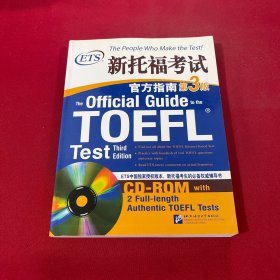 ETS
The People Who Make the Test!
新托福考试
官方指南 第3版
The Official Guide to the
TOEFL®
Test Third Edition
ETS中国独家授权版本，新托福考生的必备权威辅导书
CD-ROM with
2 Full-length
Authentic TOEFL Tests